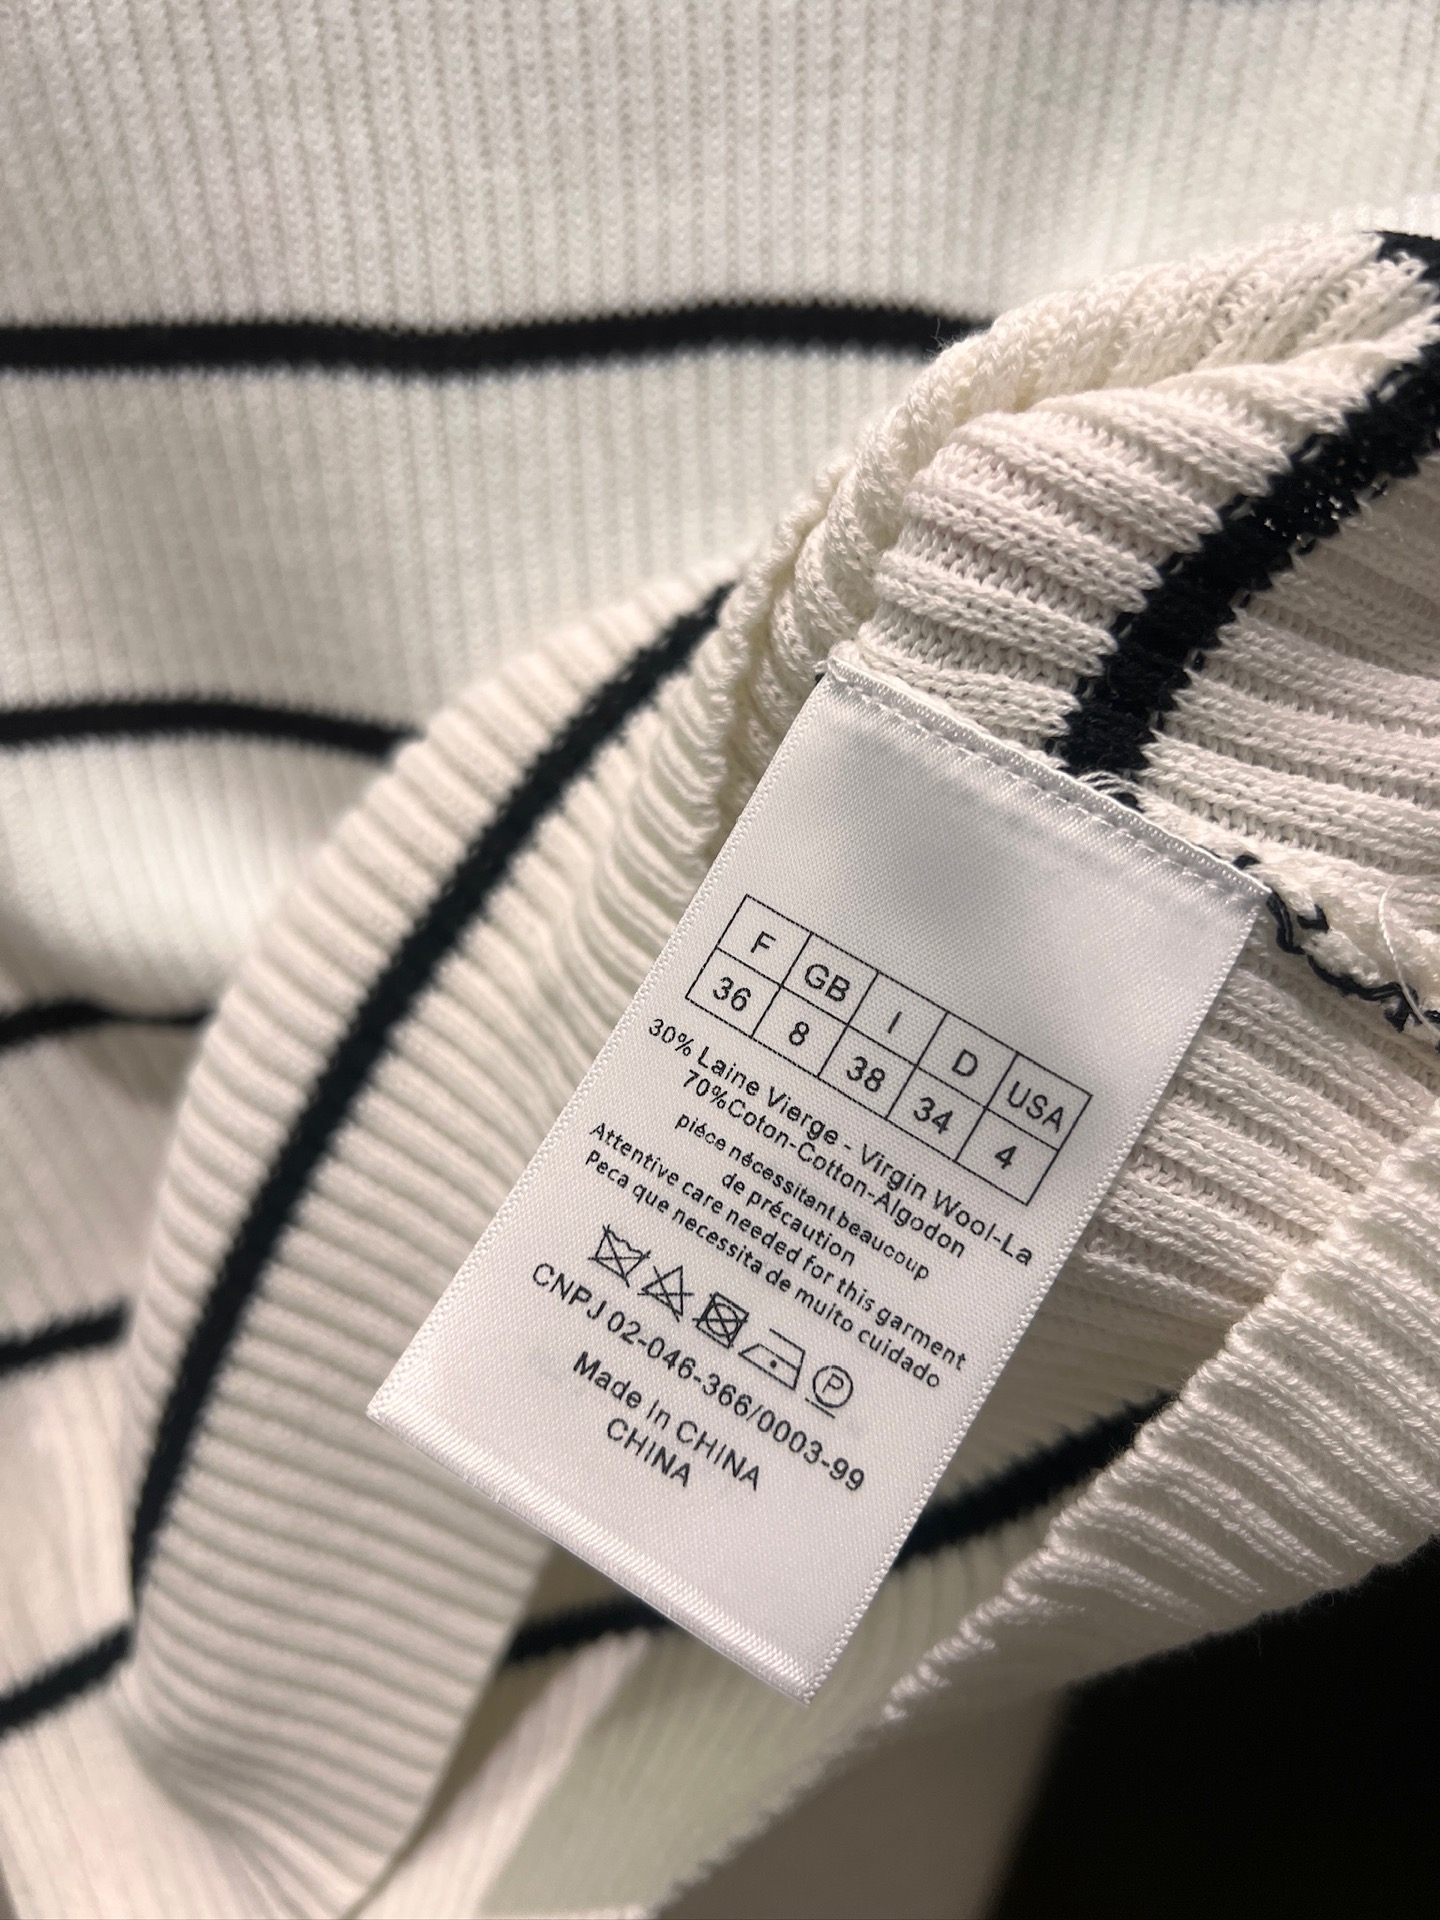 F GB I D USA
36 8 38 34 4
30% Laine Vierge - Virgin Wool-La
70%Coton-Cotton-Algodon
piéce nécessitant beaucoup
de précaution
Attentive care needed for this garment
Peca que necessita de muito cuidado
P
CNPJ 02-046-366/0003-99
Made in CHINA
CHINA